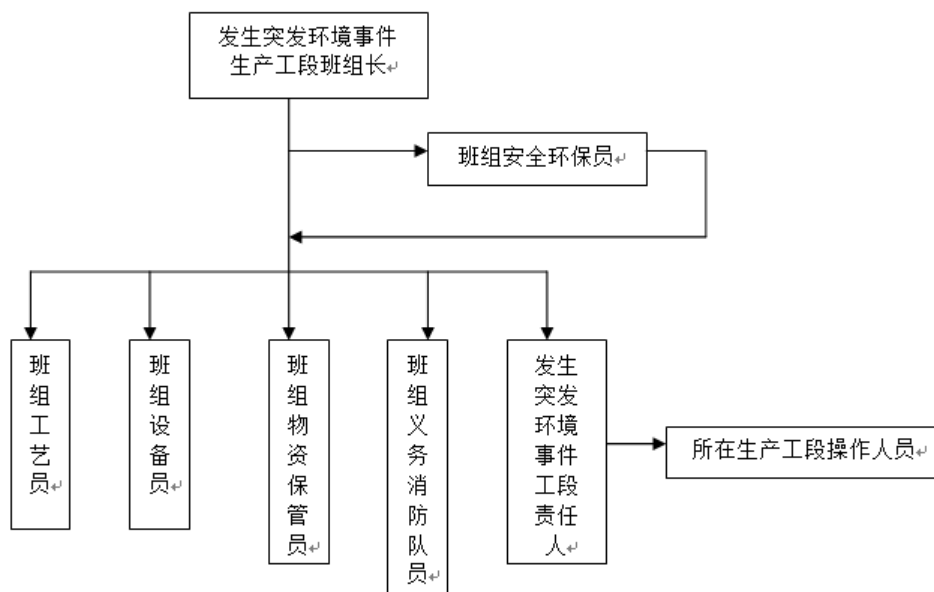 发生突发环境事件
生产工段班组长
班组安全环保员
班组工艺员
班组设备员
班组物资保管员
班组义务消防队员
发生
突发
环境
事件
工段
责任
人
所在生产工段操作人员